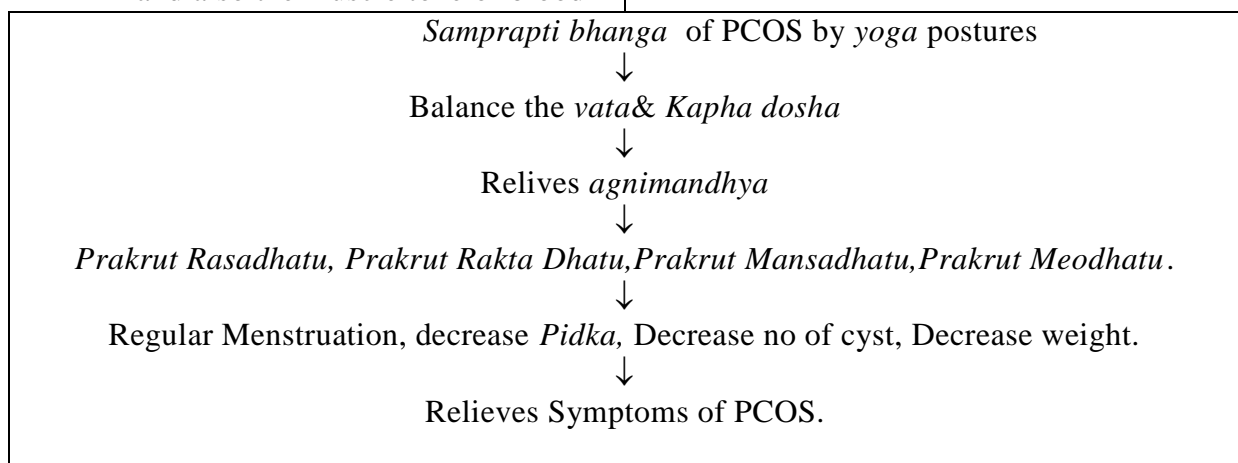 Samprapti bhanga of PCOS by yoga postures
↓
Balance the vata& Kapha dosha
↓
Relives agnimandhya
↓
Prakrut Rasadhatu, Prakrut Rakta Dhatu,Prakrut Mansadhatu,Prakrut Meodhatu.
↓
Regular Menstruation, decrease Pidka, Decrease no of cyst, Decrease weight.
↓
Relieves Symptoms of PCOS.